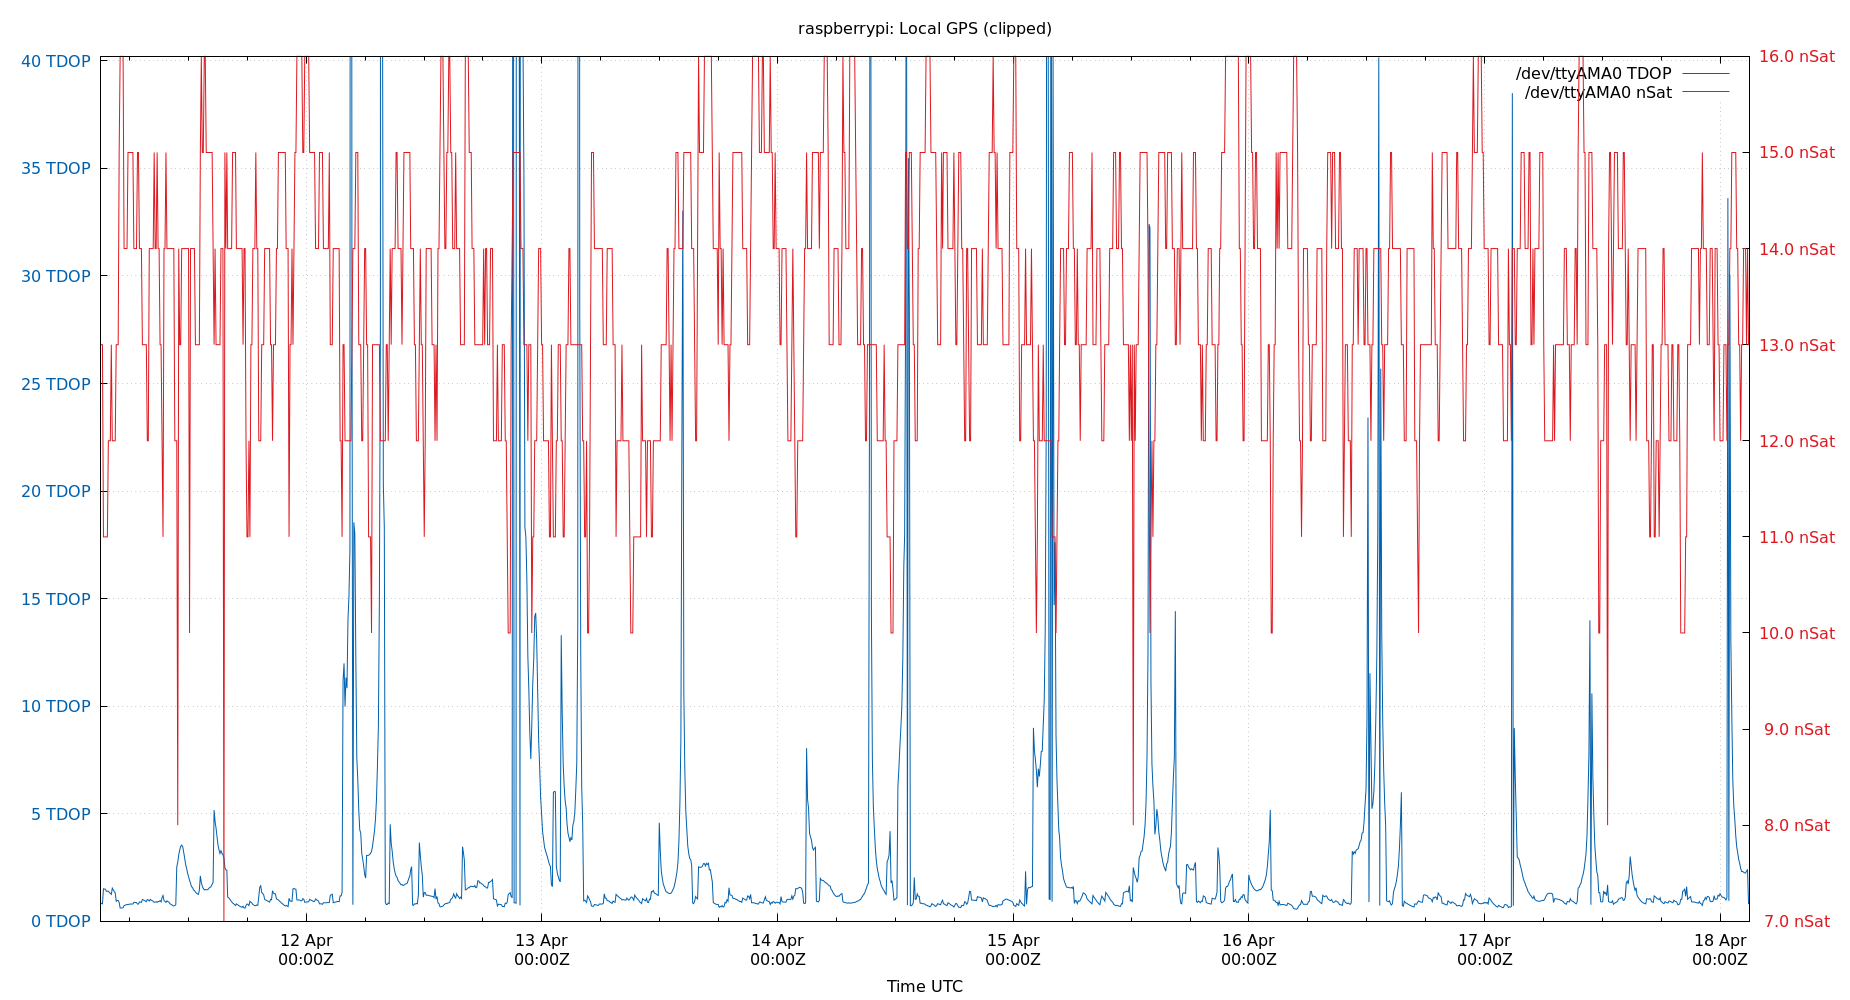 raspberrypi: Local GPS (clipped)
40 TDOP
35 TDOP
30 TDOP
25 TDOP
20 TDOP
15 TDOP
10 TDOP
5 TDOP
0 TDOP
16.0 nSat
15.0 nSat
14.0 nSat
13.0 nSat
12.0 nSat
11.0 nSat
10.0 nSat
9.0 nSat
8.0 nSat
7.0 nSat
/dev/ttyAMA0 TDOP
/dev/ttyAMA0 nSat
12 Apr
00:00Z
13 Apr
00:00Z
14 Apr
00:00Z
15 Apr
00:00Z
16 Apr
00:00Z
17 Apr
00:00Z
18 Apr
00:00Z
Time UTC